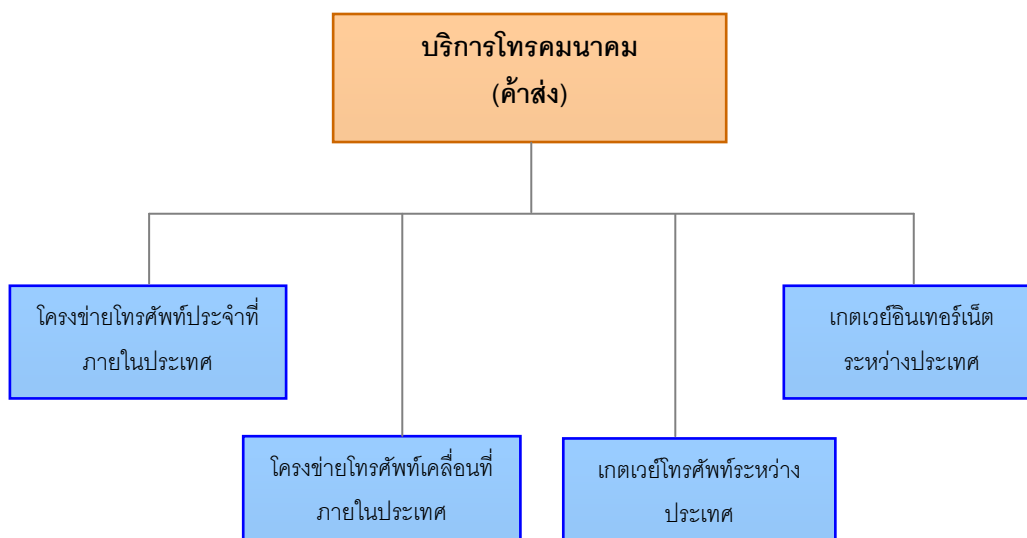 บริการโทรคมนาคม
(ค้าส่ง)
โครงข่ายโทรศัพท์ประจำที่
ภายในประเทศ
เกตเวย์อินเทอร์เน็ต
ระหว่างประเทศ
โครงข่ายโทรศัพท์เคลื่อนที่
ภายในประเทศ
เกตเวย์โทรศัพท์ระหว่าง
ประเทศ